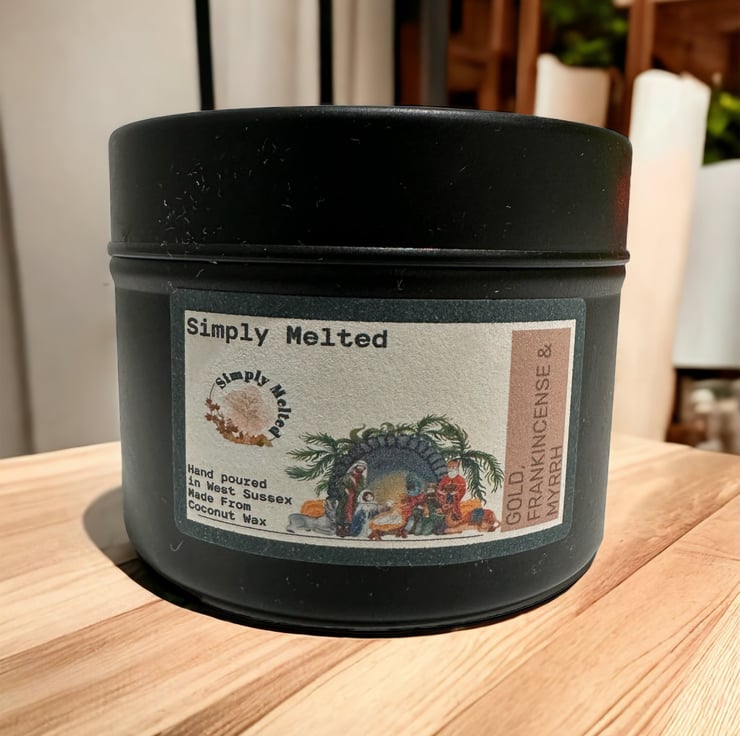 Simply Melted
Simply Melted
Hand poured
in West Sussex
Made From
Coconut Wax
GOLD,
FRANKINCENSE &
MYRRH